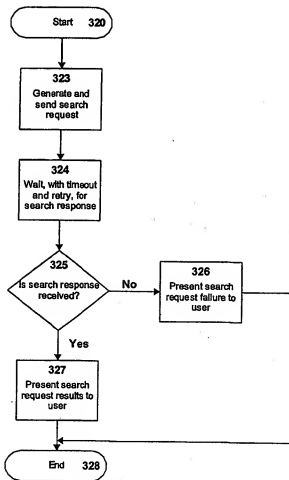 Start 320
323
Generate and
send search
request
324
Wait, with timeout
and retry, for
search response
325
Is search response
received?
No
326
Present search
request failure to
user
Yes
327
Present search
request results to
user
End 328